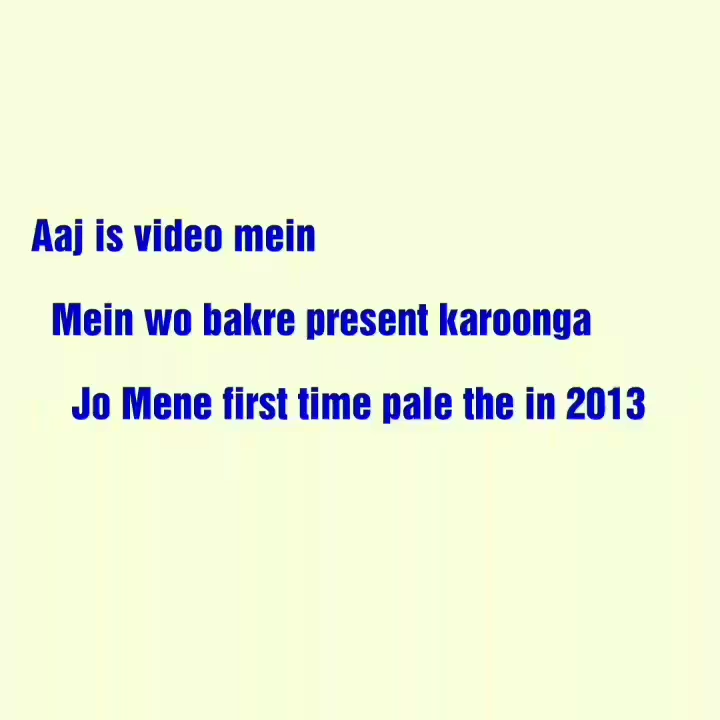 Aaj is video mein
Mein wo bakre present karoonga
Jo Mene first time pale the in 2013